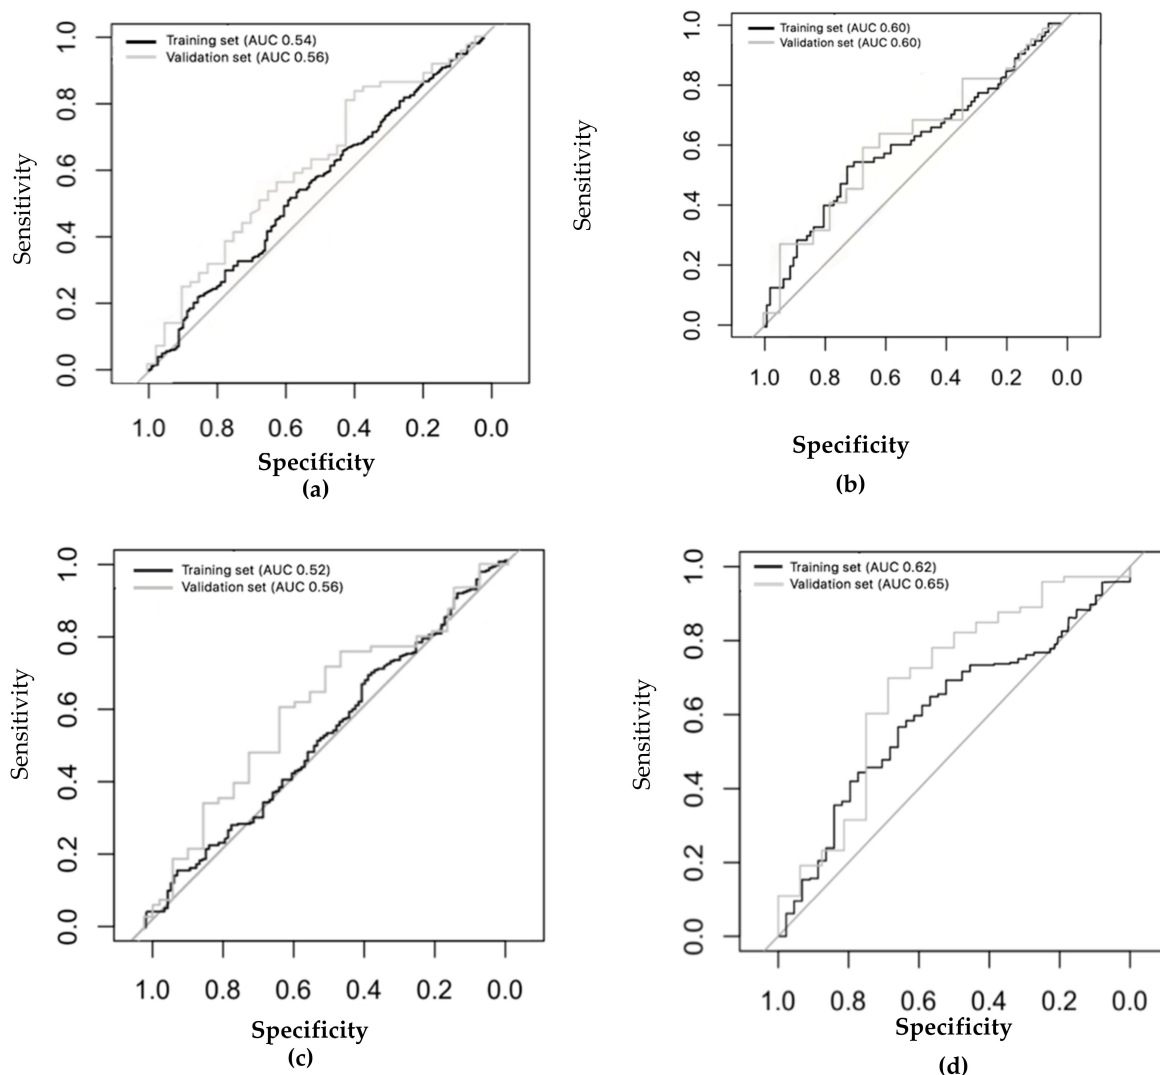 Training set (AUC 0.54)
Validation set (AUC 0.56)
Sensitivity
1.0
0.8
0.6
0.4
0.2
0.0
1.0 0.8 0.6 0.4 0.2 0.0
Specificity
(a)
Training set (AUC 0.60)
Validation set (AUC 0.60)
Sensitivity
1.0
0.8
0.6
0.4
0.2
0.0
1.0 0.8 0.6 0.4 0.2 0.0
Specificity
(b)
Training set (AUC 0.52)
Validation set (AUC 0.56)
Sensitivity
1.0
0.8
0.6
0.4
0.2
0.0
1.0 0.8 0.6 0.4 0.2 0.0
Specificity
(c)
Training set (AUC 0.62)
Validation set (AUC 0.65)
Sensitivity
1.0
0.8
0.6
0.4
0.2
0.0
1.0 0.8 0.6 0.4 0.2 0.0
Specificity
(d)